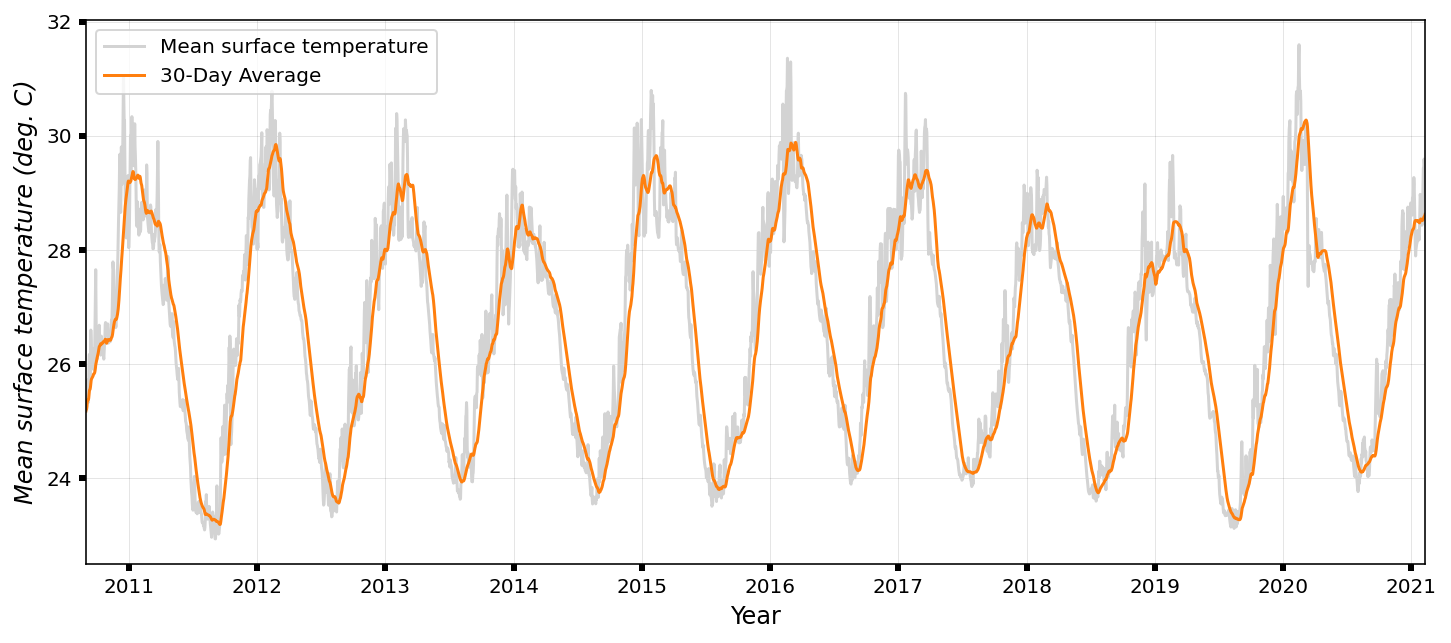 Mean surface temperature (deg. C)
32
30
28
26
24
Mean surface temperature
30-Day Average
2011 2012 2013 2014 2015 2016 2017 2018 2019 2020 2021
Year